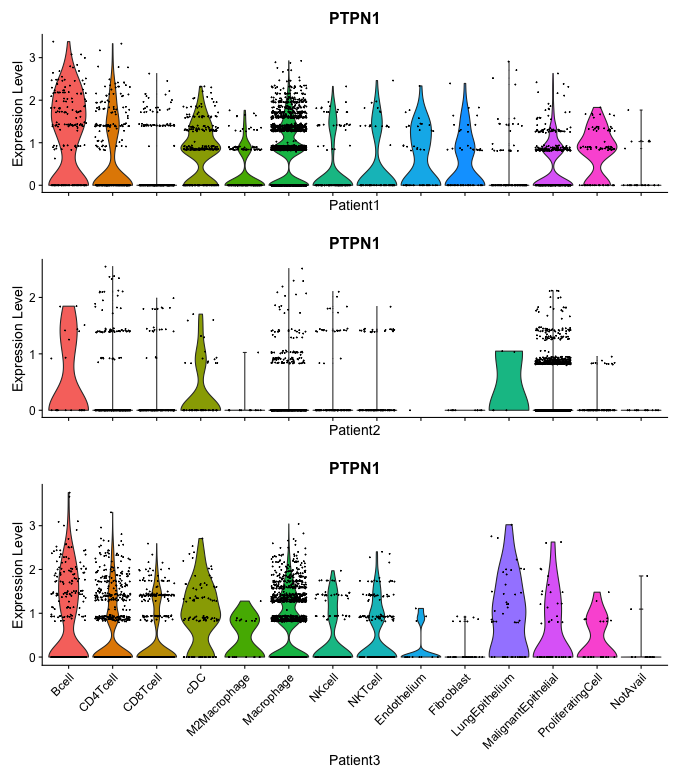 PTPN1
Expression Level
3
2
1
0
Patient1
PTPN1
Expression Level
2
1
0
Patient2
PTPN1
Expression Level
3
2
1
0
Bcell
CD4Tcell
CD8Tcell
cDC
M2Macrophage
Macrophage
NKcell
NKTcell
Endothelium
Fibroblast
LungEpithelium
MalignantEpithelial
ProliferatingCell
NotAvail
Patient3